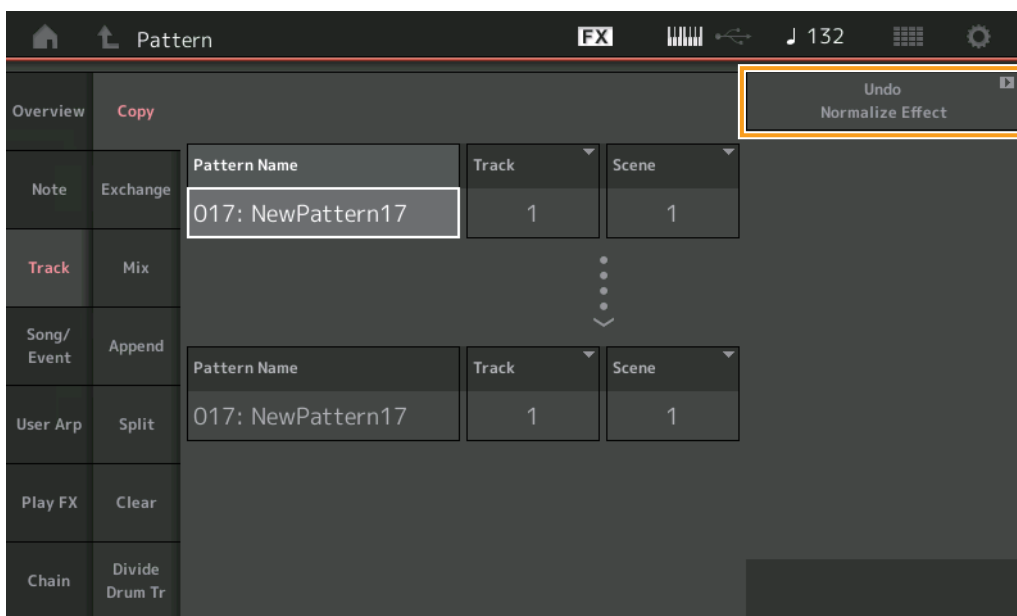 Pattern
FX
132
Overview
Copy
Undo
Normalize Effect
Note
Exchange
Pattern Name
Track
Scene
017: NewPattern17
1
1
Track
Mix
Song/
Event
Append
Pattern Name
Track
Scene
017: NewPattern17
1
1
User Arp
Split
Play FX
Clear
Chain
Divide
Drum Tr